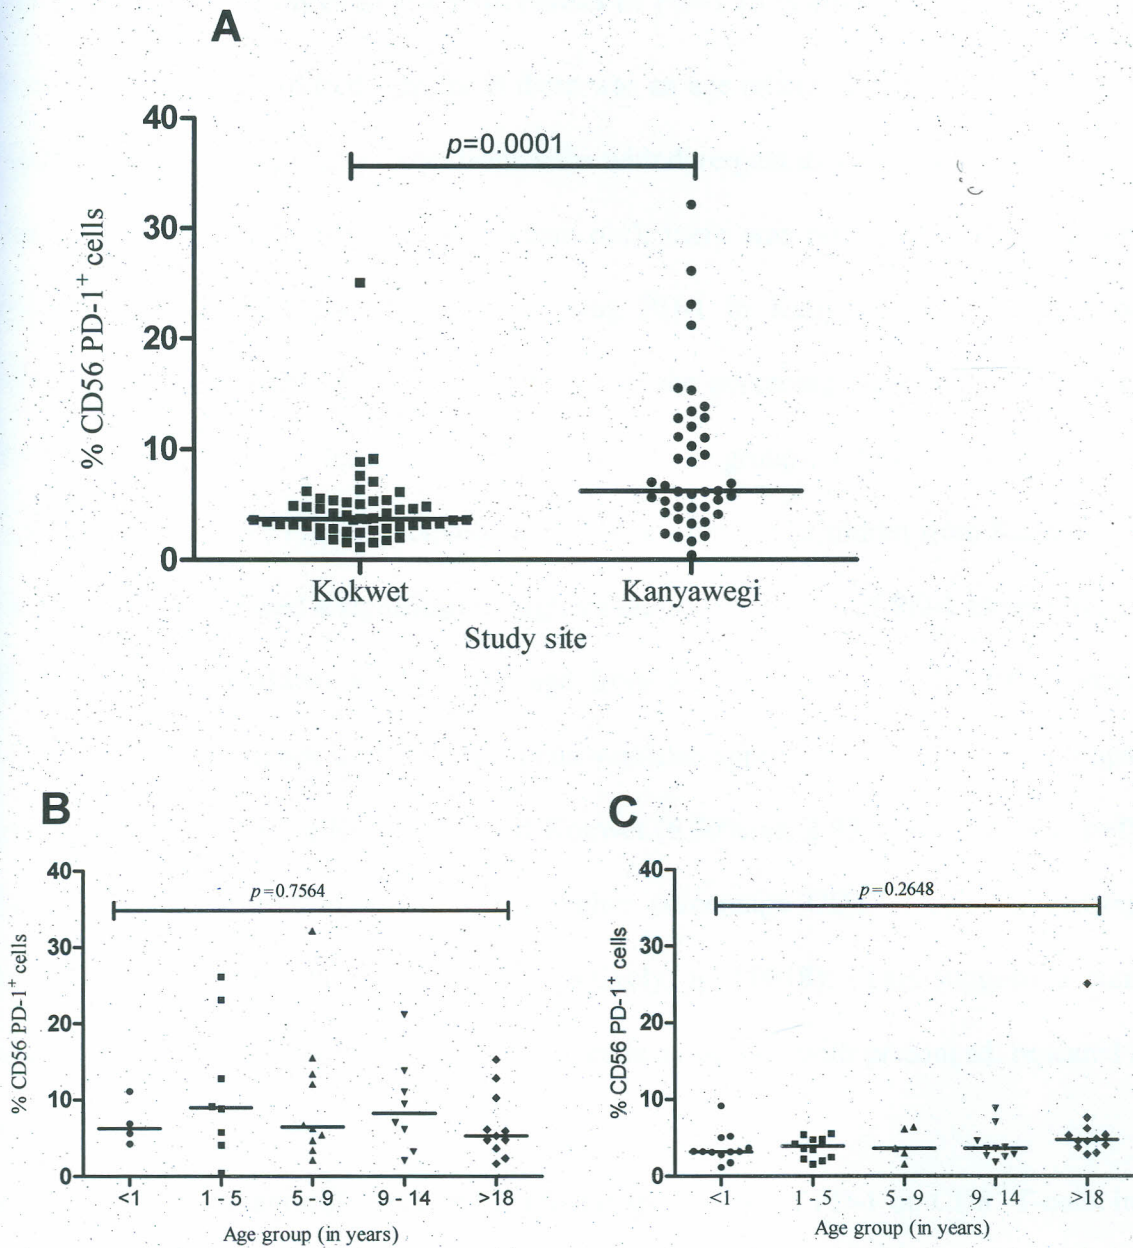 A
40
30
20
10
0
% CD56 PD-1+ cells
p=0.0001
Kokwet
Kanyawegi
Study site
B
40
30
20
10
0
% CD56 PD-1+ cells
p=0.7564
<1
1 - 5
5 - 9
9 - 14
>18
Age group (in years)
C
40
30
20
10
0
% CD56 PD-1+ cells
p=0.2648
<1
1 - 5
5 - 9
9 - 14
>18
Age group (in years)